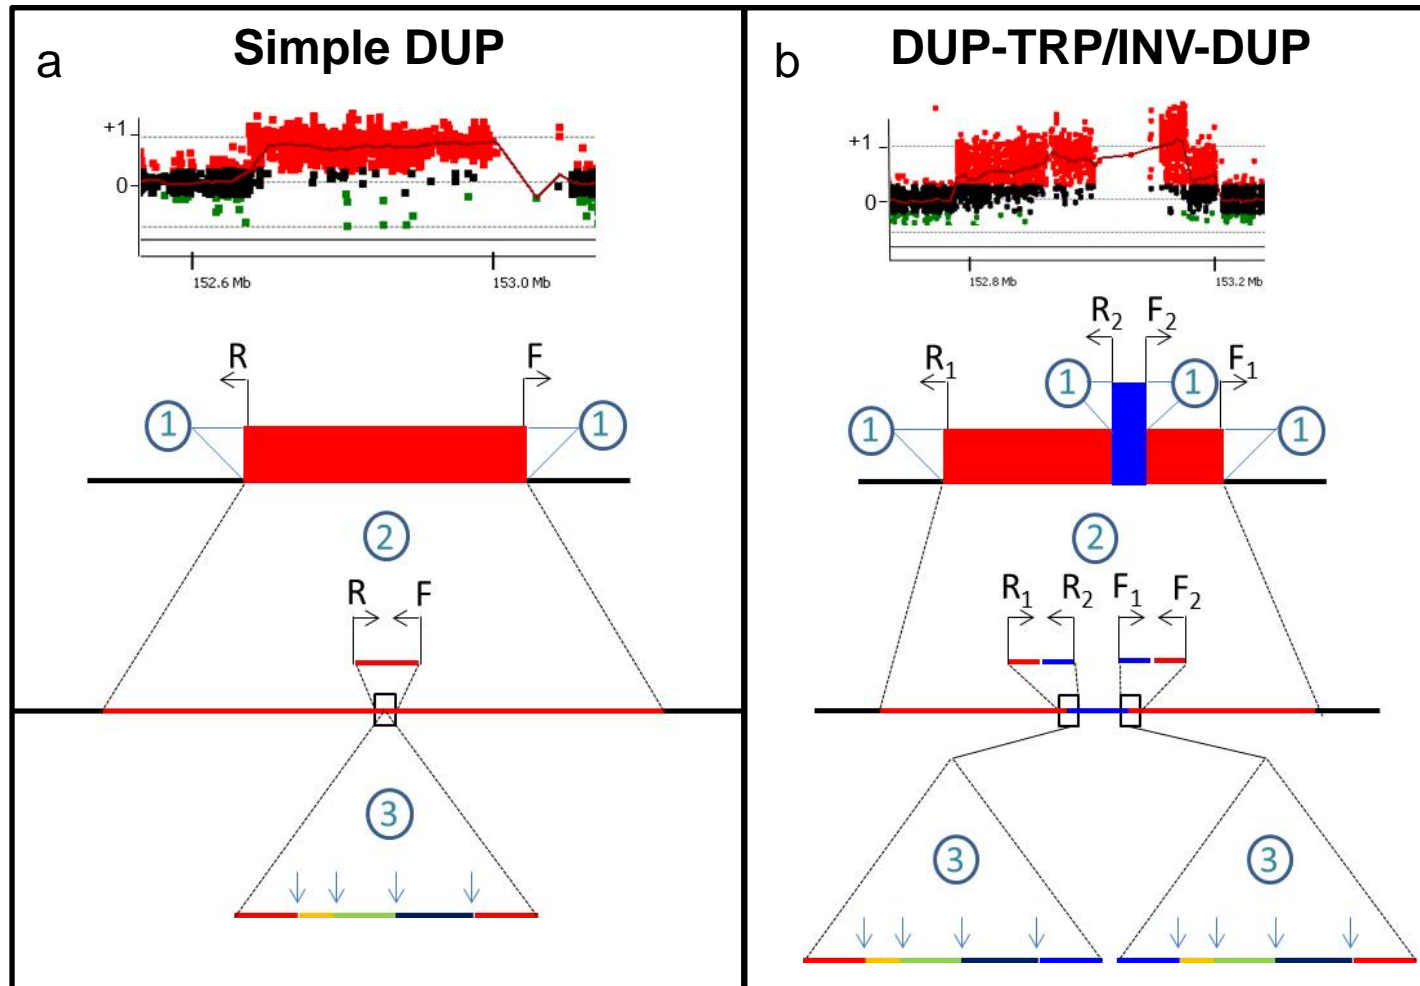 a
Simple DUP
+1
0
152.6 Mb
153.0 Mb
R
F
1
1
2
R
F
3
b
DUP-TRP/INV-DUP
+1
0
152.8 Mb
153.2 Mb
R2
F2
R1
F1
1
1
1
1
2
R1
R2
F1
F2
3
3